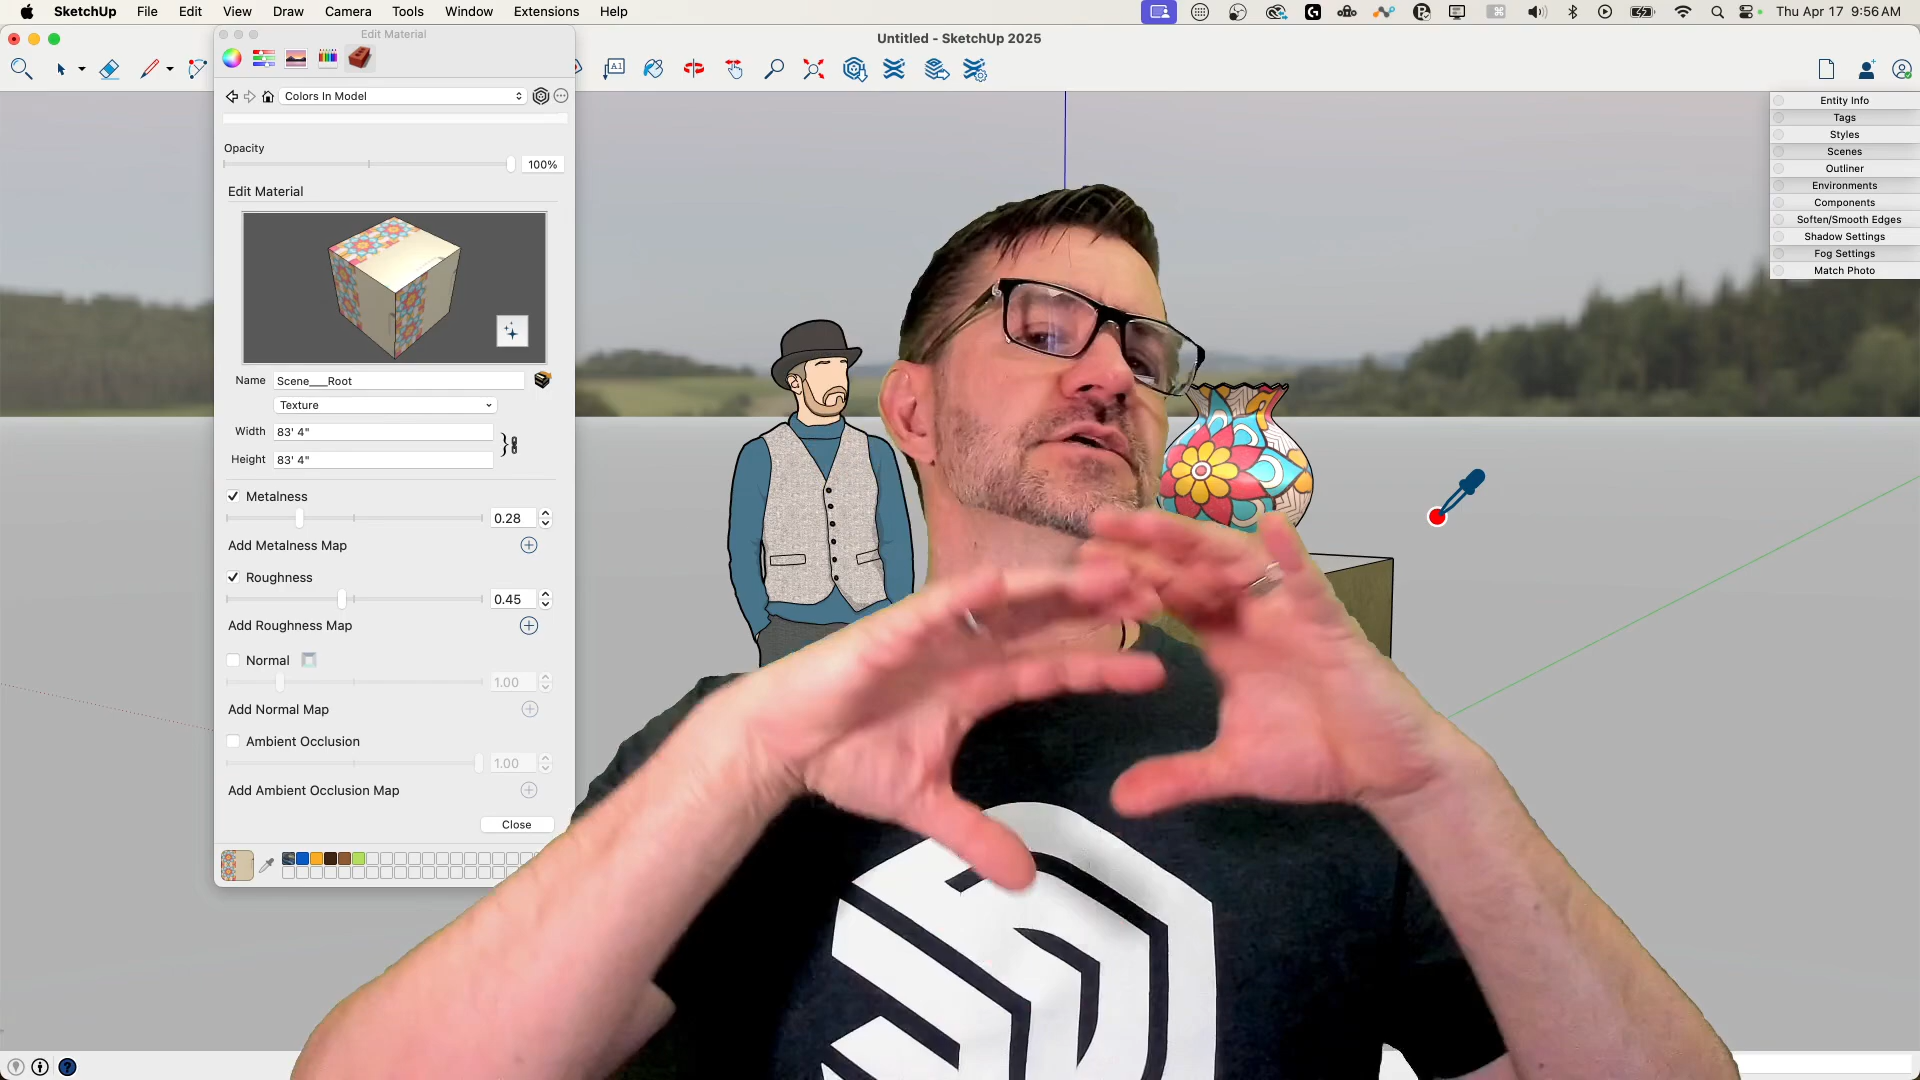 SketchUp File Edit View Draw Camera Tools Window Extensions Help
Thu Apr 17 9:56 AM
Untitled - SketchUp 2025
Edit Material
Colors In Model
Opacity
100%
Edit Material
Name Scene___Root
Texture
Width 83' 4"
Height 83' 4"
Metalness
0.28
Add Metalness Map
Roughness
0.45
Add Roughness Map
Normal
1.00
Add Normal Map
Ambient Occlusion
1.00
Add Ambient Occlusion Map
Close
A1
Entity Info
Tags
Styles
Scenes
Outliner
Environments
Components
Soften/Smooth Edges
Shadow Settings
Fog Settings
Match Photo